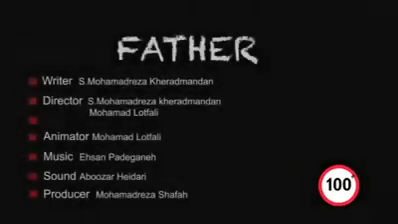 FATHER
Writer S.Mohamadreza Kheradmandan
Director S.Mohamadreza kheradmandan
Mohamad Lotfali
Animator Mohamad Lotfali
Music Ehsan Padeganeh
Sound Aboozar Heidari
Producer Mohamadreza Shafah
100